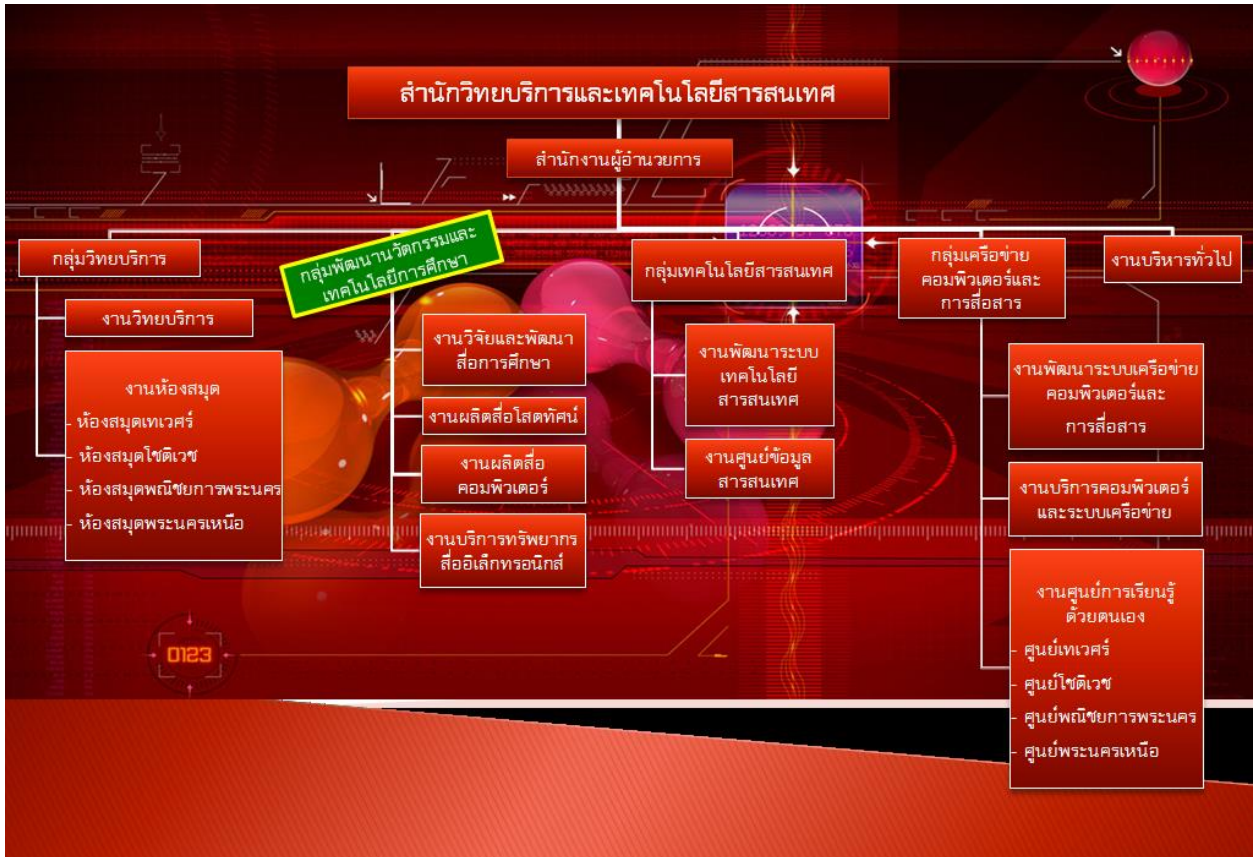 สำนักวิทยบริการและเทคโนโลยีสารสนเทศ
สำนักงานผู้อำนวยการ
กลุ่มวิทยบริการ
งานวิทยบริการ
งานห้องสมุด
- ห้องสมุดเทเวศร์
- ห้องสมุดโชติเวช
- ห้องสมุดพณิชยการพระนคร
- ห้องสมุดพระนครเหนือ
กลุ่มพัฒนานวัตกรรมและ
เทคโนโลยีการศึกษา
งานวิจัยและพัฒนา
สื่อการศึกษา
งานผลิตสื่อโสตทัศน์
งานผลิตสื่อ
คอมพิวเตอร์
งานบริการทรัพยากร
สื่ออิเล็กทรอนิกส์
กลุ่มเทคโนโลยีสารสนเทศ
งานพัฒนาระบบ
เทคโนโลยี
สารสนเทศ
งานศูนย์ข้อมูล
สารสนเทศ
กลุ่มเครือข่าย
คอมพิวเตอร์และ
การสื่อสาร
งานพัฒนาระบบเครือข่าย
คอมพิวเตอร์และ
การสื่อสาร
งานบริการคอมพิวเตอร์
และระบบเครือข่าย
งานศูนย์การเรียนรู้
ด้วยตนเอง
- ศูนย์เทเวศร์
- ศูนย์โชติเวช
- ศูนย์พณิชยการพระนคร
- ศูนย์พระนครเหนือ
งานบริหารทั่วไป
0123